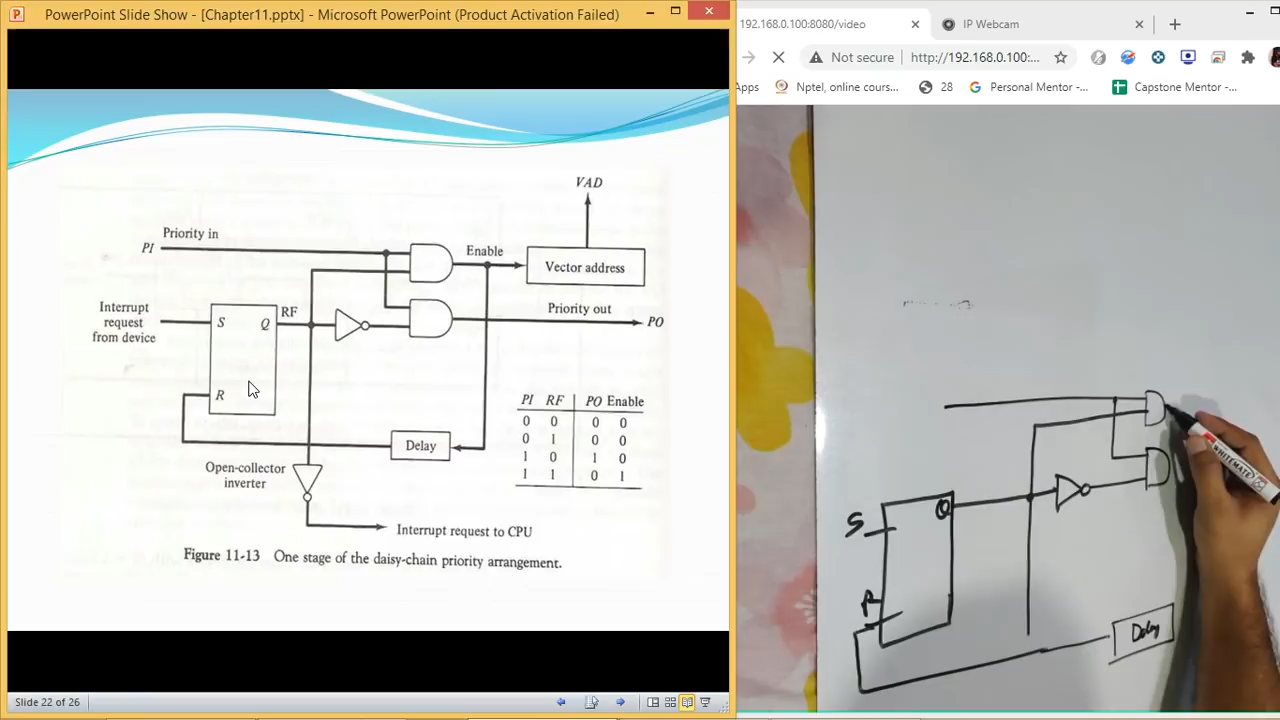 PowerPoint Slide Show - [Chapter11.pptx] - Microsoft PowerPoint (Product Activation Failed)
Priority in
PI
VAD
Enable
Vector address
Interrupt
request
from device
S
Q
RF
R
Priority out
PO
Delay
PI RF PO Enable
0 0 0 0
0 1 0 0
1 0 1 0
1 1 0 1
Open-collector
inverter
Interrupt request to CPU
Figure 11-13 One stage of the daisy-chain priority arrangement.
Slide 22 of 26
192.168.0.100:8080/video
IP Webcam
Not secure
http://192.168.0.100:...
Apps
Nptel, online cours...
28
Personal Mentor -...
Capstone Mentor -...
S
Q
R
Delay
WHITEMATE